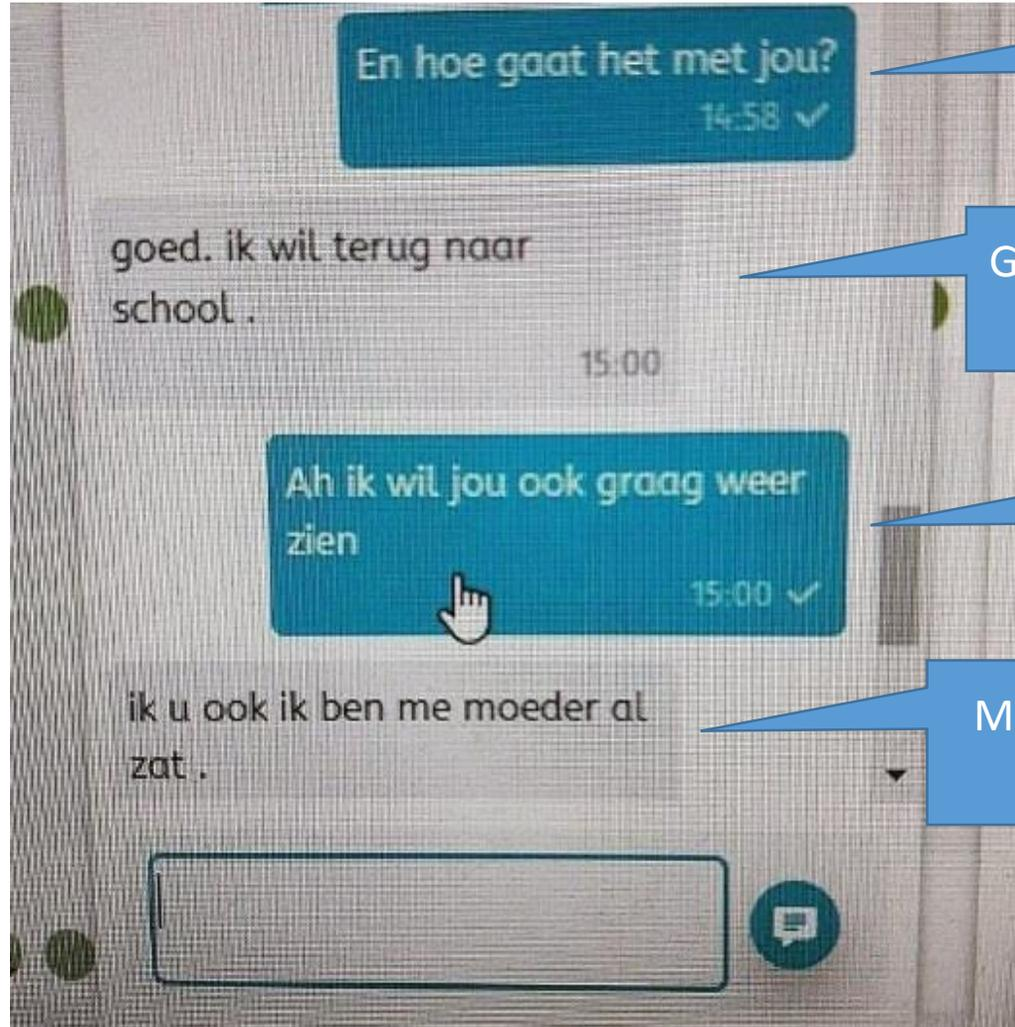 En hoe gaat het met jou?
14:58
goed. ik wil terug naar
G
school .
15:00
Ah ik wil jou ook graag weer
zien
15:00
ik u ook ik ben me moeder al
M
zat .